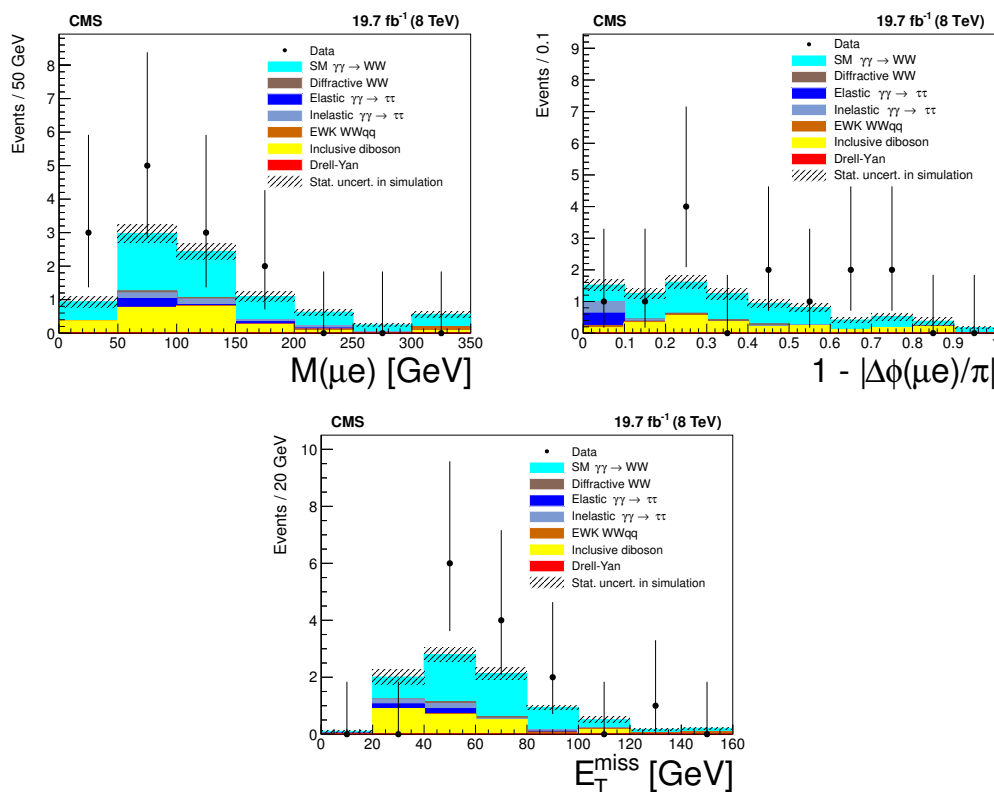 CMS 19.7 fb⁻¹ (8 TeV)
Events / 50 GeV
8
7
6
5
4
3
2
1
0
Data
SM γγ → WW
Diffractive WW
Elastic γγ → ττ
Inelastic γγ → ττ
EWK WWqq
Inclusive diboson
Drell-Yan
Stat. uncert. in simulation
0 50 100 150 200 250 300 350
M(μe) [GeV]
CMS 19.7 fb⁻¹ (8 TeV)
Events / 0.1
9
8
7
6
5
4
3
2
1
0
Data
SM γγ → WW
Diffractive WW
Elastic γγ → ττ
Inelastic γγ → ττ
EWK WWqq
Inclusive diboson
Drell-Yan
Stat. uncert. in simulation
0 0.1 0.2 0.3 0.4 0.5 0.6 0.7 0.8 0.9
1 - |Δϕ(μe)/π|
CMS 19.7 fb⁻¹ (8 TeV)
Events / 20 GeV
10
8
6
4
2
0
Data
SM γγ → WW
Diffractive WW
Elastic γγ → ττ
Inelastic γγ → ττ
EWK WWqq
Inclusive diboson
Drell-Yan
Stat. uncert. in simulation
0 20 40 60 80 100 120 140 160
E_T^miss [GeV]